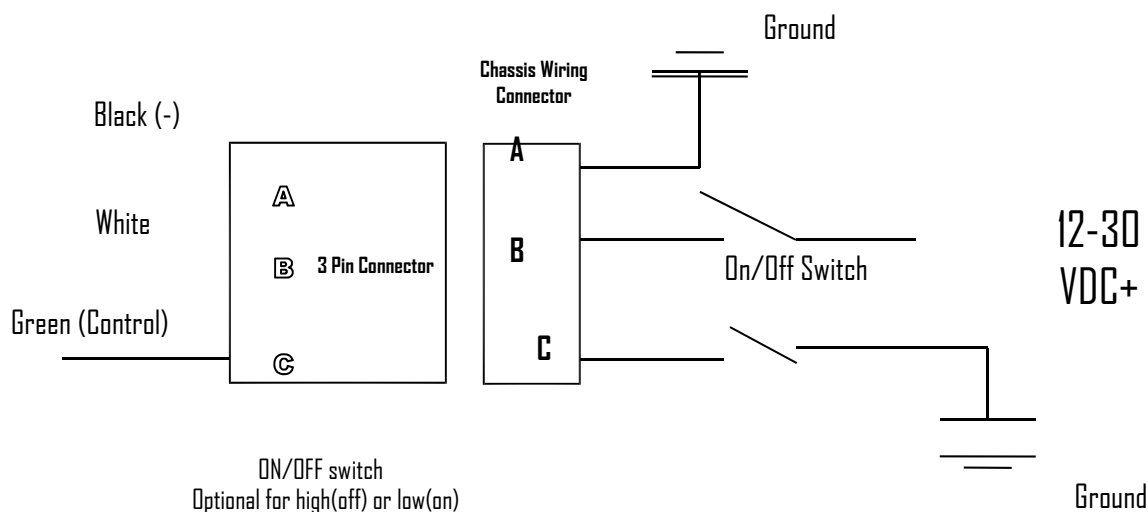 Ground
Chassis Wiring
Connector
Black (-)
A
A
White
12-30
VDC+
B
3 Pin Connector
B
On/Off Switch
Green (Control)
C
C
ON/OFF switch
Optional for high(off) or low(on)
Ground